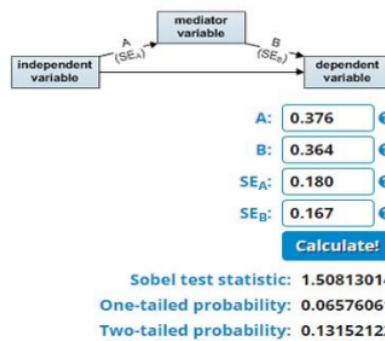 mediator
variable
A
(SEA)
B
(SEB)
independent
variable
dependent
variable
A: 0.376
B: 0.364
SEA: 0.180
SEB: 0.167
Calculate!
Sobel test statistic: 1.50813014
One-tailed probability: 0.0657606
Two-tailed probability: 0.1315212